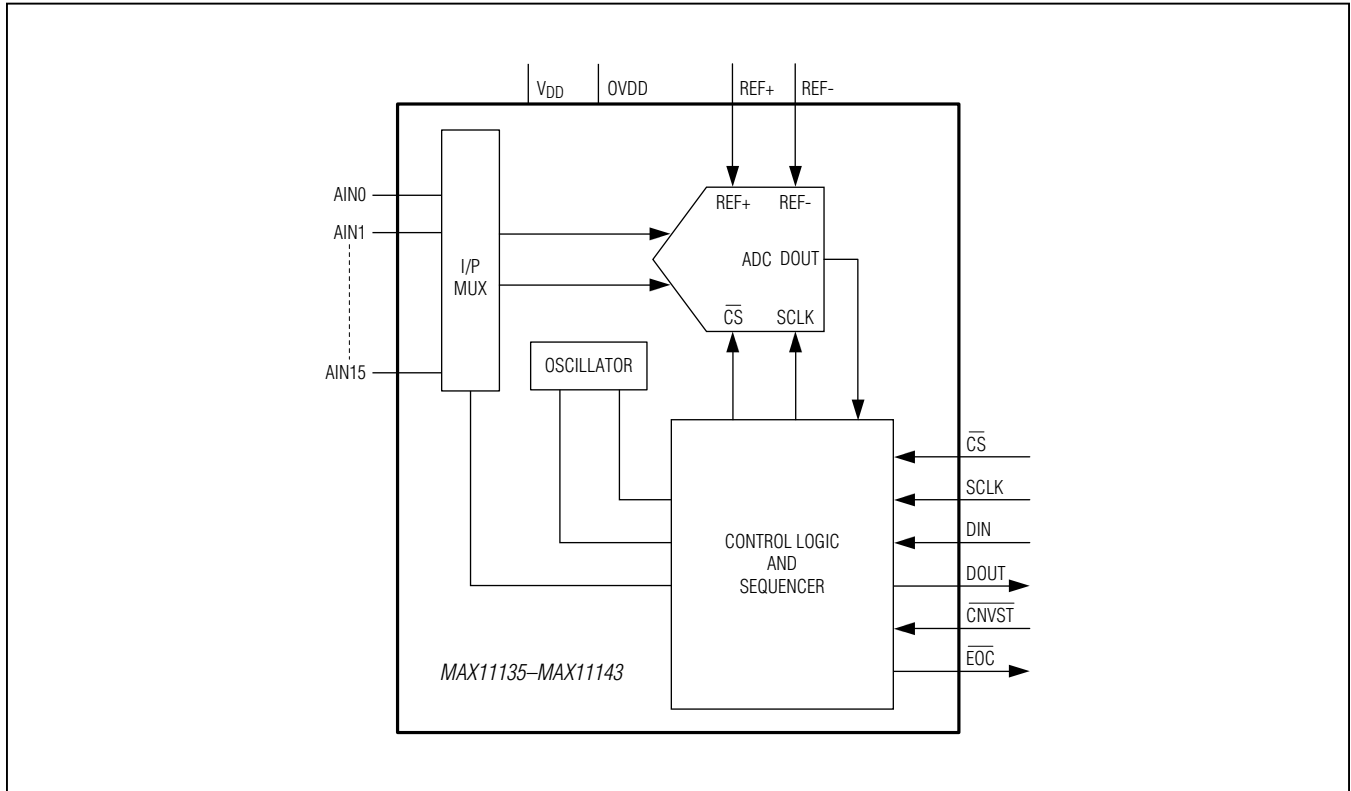 VDD
OVDD
REF+
REF-
AIN0
AIN1
AIN15
I/P
MUX
REF+
REF-
ADC
DOUT
CS
SCLK
OSCILLATOR
CONTROL LOGIC
AND
SEQUENCER
CS
SCLK
DIN
DOUT
CNVST
EOC
MAX11135–MAX11143